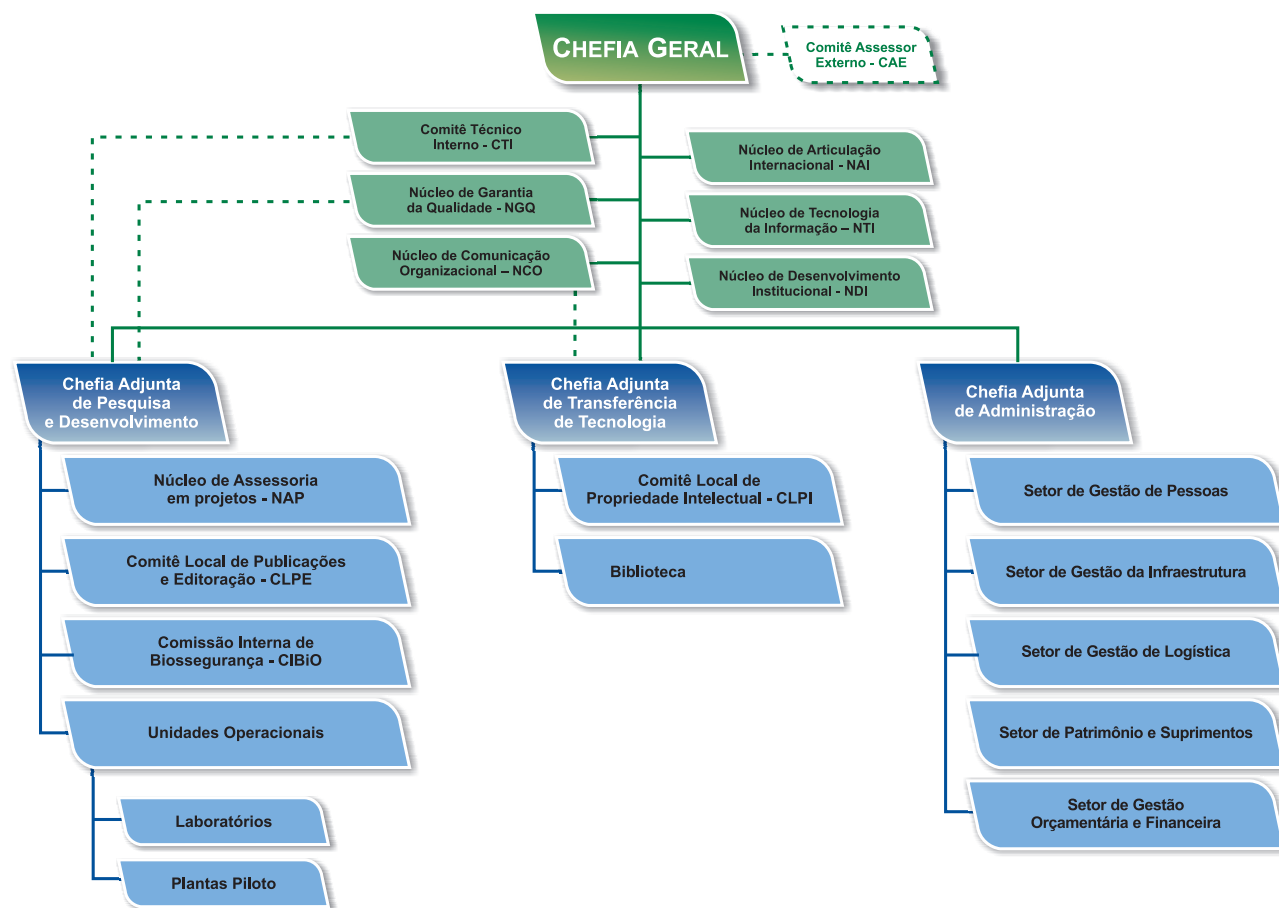 CHEFIA GERAL
Comitê Assessor
Externo - CAE
Comitê Técnico
Interno - CTI
Núcleo de Articulação
Internacional - NAI
Núcleo de Garantia
da Qualidade - NGQ
Núcleo de Tecnologia
da Informação – NTI
Núcleo de Comunicação
Organizacional – NCO
Núcleo de Desenvolvimento
Institucional - NDI
Chefia Adjunta
de Pesquisa
e Desenvolvimento
Núcleo de Assessoria
em projetos - NAP
Comitê Local de Publicações
e Editoração - CLPE
Comissão Interna de
Biossegurança - CIBiO
Unidades Operacionais
Laboratórios
Plantas Piloto
Chefia Adjunta
de Transferência
de Tecnologia
Comitê Local de
Propriedade Intelectual - CLPI
Biblioteca
Chefia Adjunta
de Administração
Setor de Gestão de Pessoas
Setor de Gestão da Infraestrutura
Setor de Gestão de Logística
Setor de Patrimônio e Suprimentos
Setor de Gestão
Orçamentária e Financeira